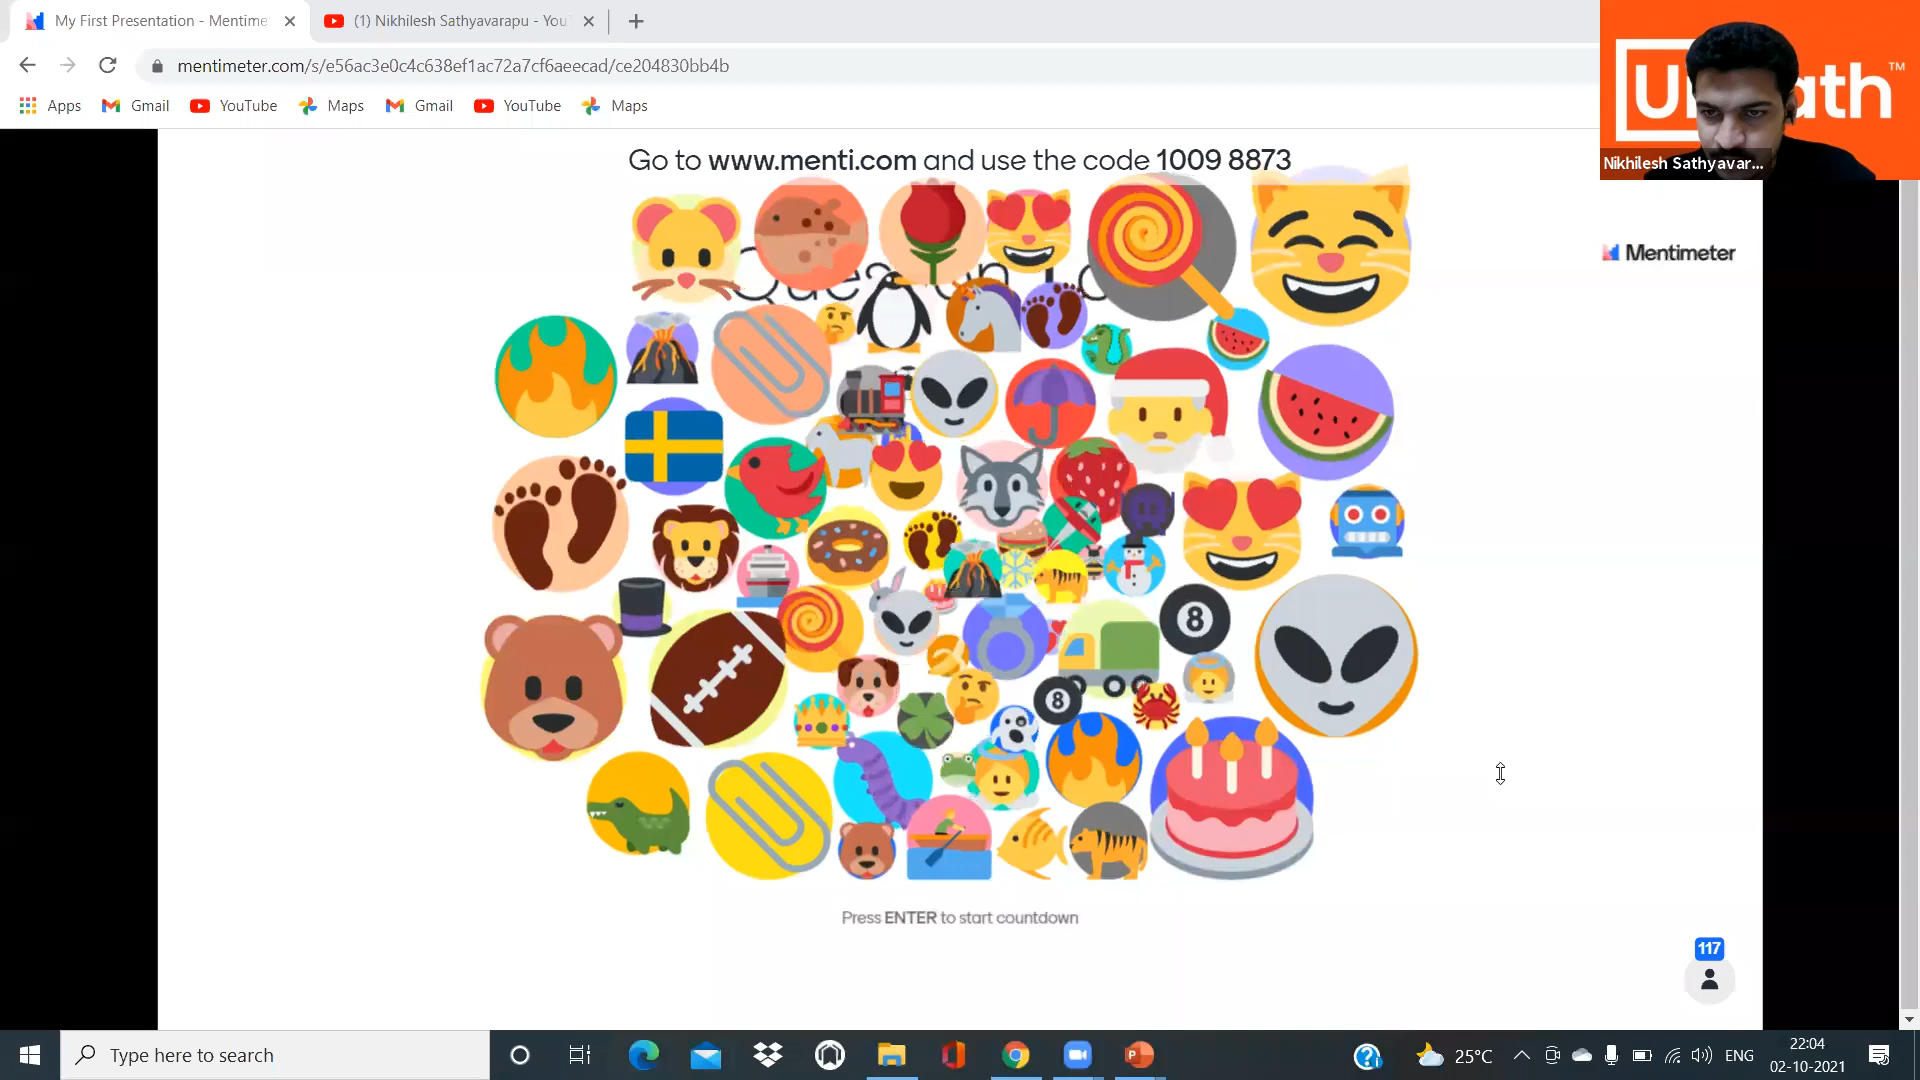 My First Presentation - Mentime
(1) Nikhilesh Sathyavarapu - You
mentimeter.com/s/e56ac3e0c4c638ef1ac72a7cf6aeecad/ce204830bb4b
Apps Gmail YouTube Maps Gmail YouTube Maps
Nikhilesh Sathyavar...
Go to www.menti.com and use the code 1009 8873
Mentimeter
8
8
Press ENTER to start countdown
117
Type here to search
25°C
ENG
22:04
02-10-2021